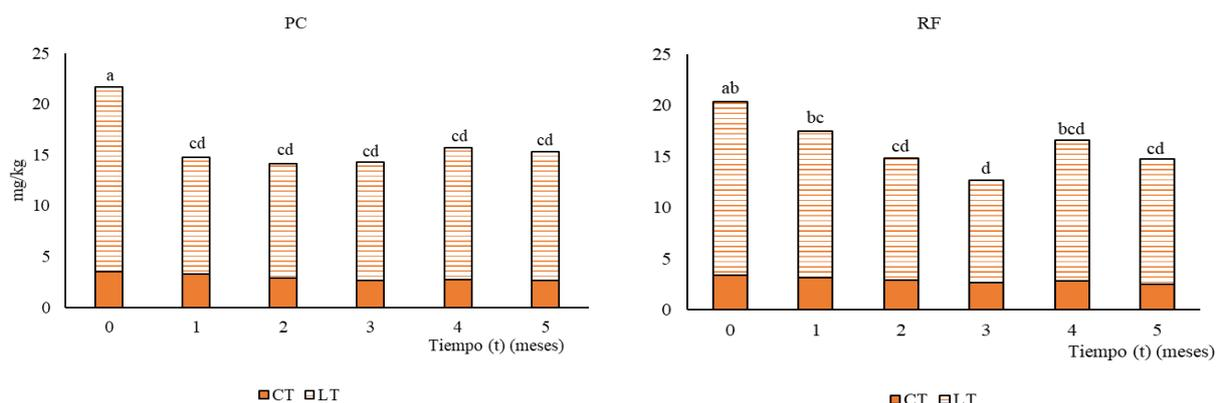 PC
25
20
15
10
5
0
mg/kg
a
cd
cd
cd
cd
cd
0 1 2 3 4 5
Tiempo (t) (meses)
CT LT
RF
25
20
15
10
5
0
ab
bc
cd
d
bcd
cd
0 1 2 3 4 5
Tiempo (t) (meses)
CT LT